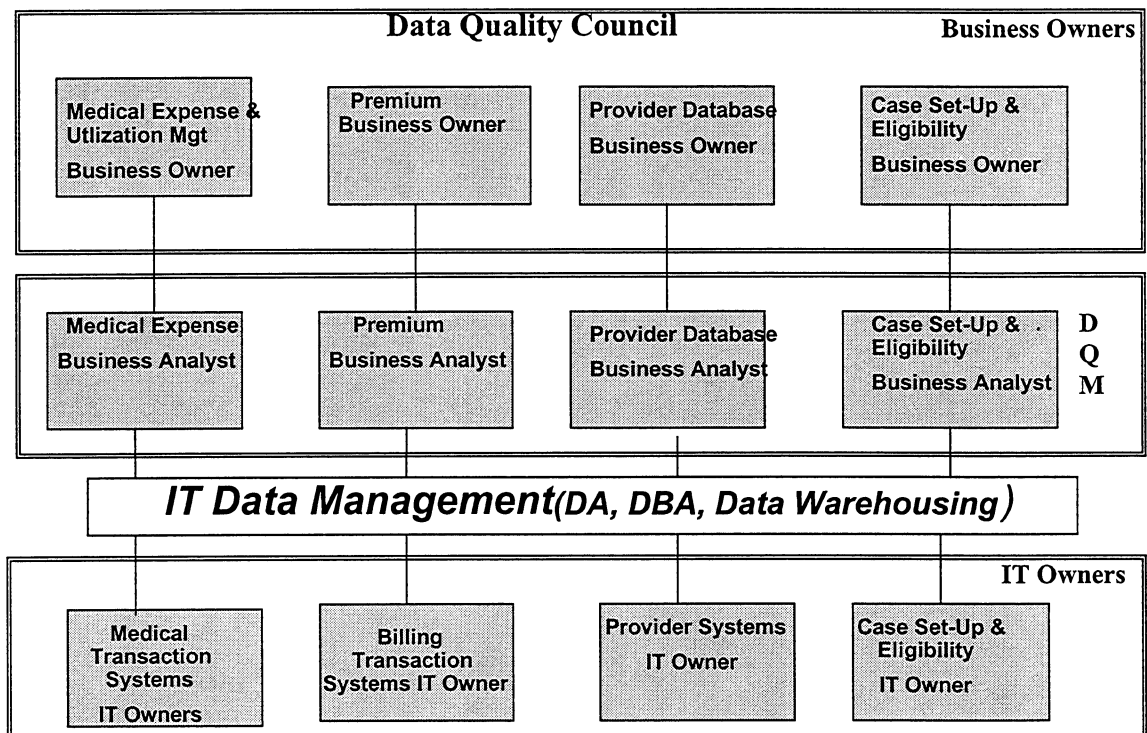 Data Quality Council
Business Owners
Medical Expense &
Utlization Mgt
Business Owner
Premium
Business Owner
Provider Database
Business Owner
Case Set-Up &
Eligibility
Business Owner
Medical Expense
Business Analyst
Premium
Business Analyst
Provider Database
Business Analyst
Case Set-Up &
Eligibility
Business Analyst
D
Q
M
IT Data Management(DA, DBA, Data Warehousing)
IT Owners
Medical
Transaction
Systems
IT Owners
Billing
Transaction
Systems IT Owner
Provider Systems
IT Owner
Case Set-Up &
Eligibility
IT Owner